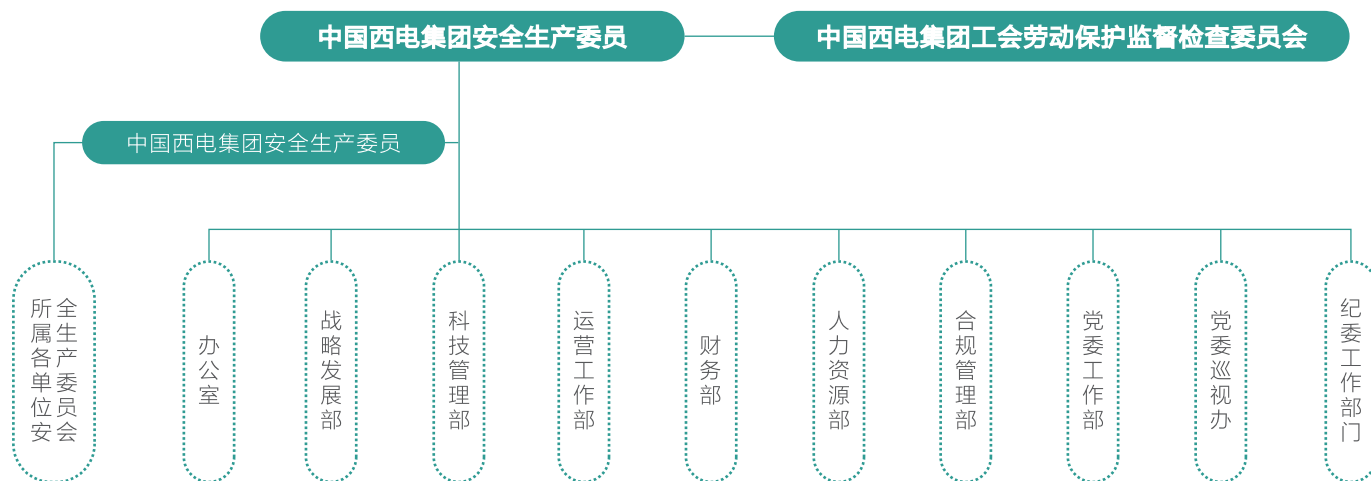 中国西电集团安全生产委员
中国西电集团工会劳动保护监督检查委员会
中国西电集团安全生产委员
所属各单位安
全生产委员会
办公室
战略发展部
科技管理部
运营工作部
财务部
人力资源部
合规管理部
党委工作部
党委巡视办
纪委工作部门